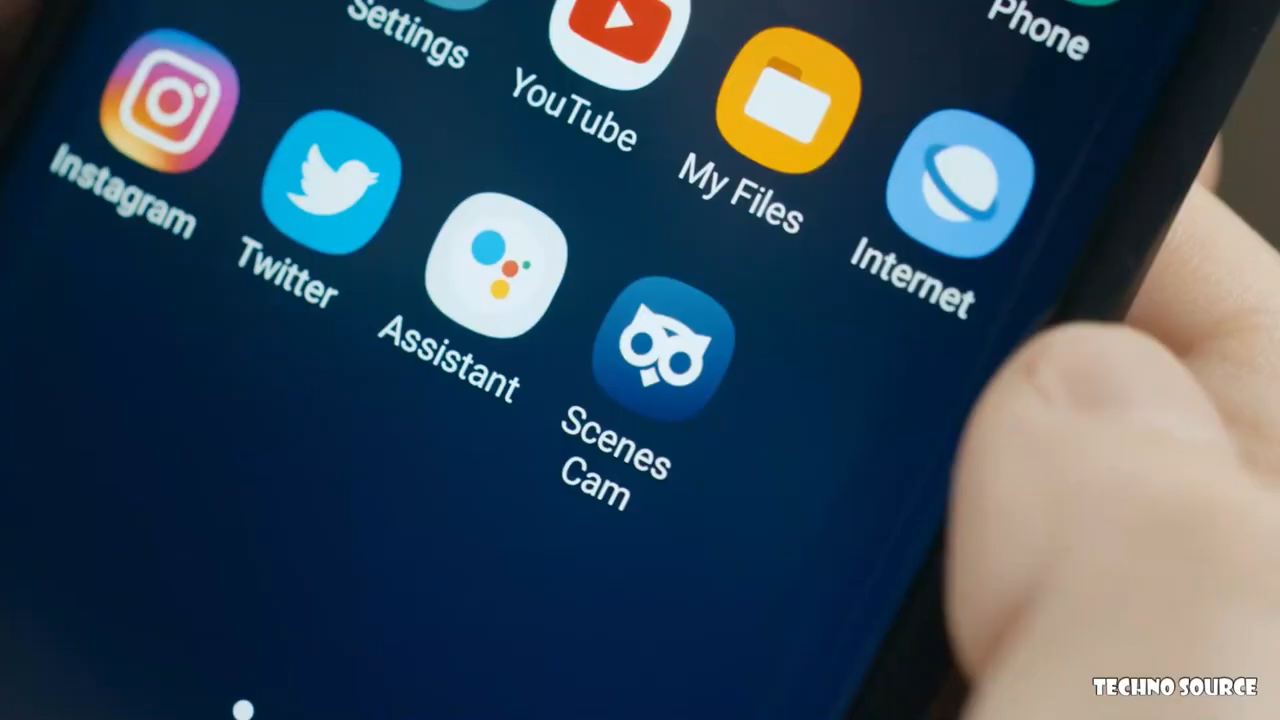 Settings
YouTube
My Files
Phone
Instagram
Twitter
Assistant
Scenes
Cam
Internet
TECHNO SOURCE